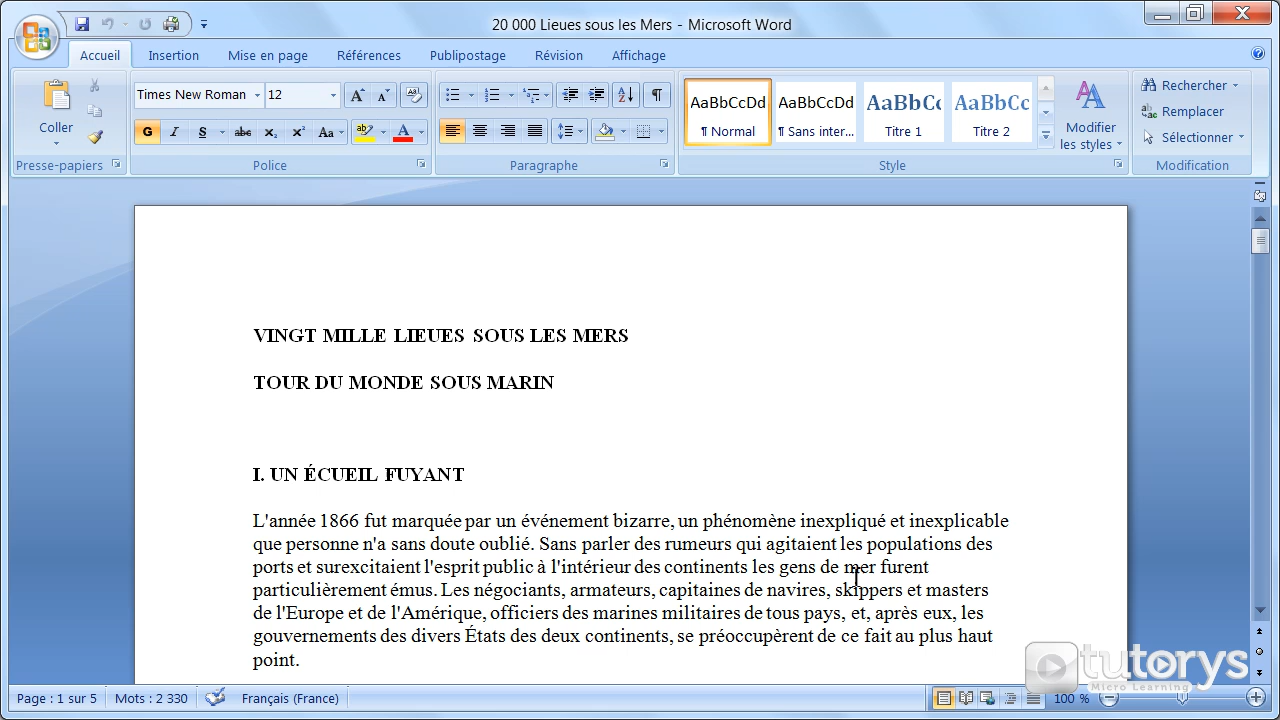 20 000 Lieues sous les Mers - Microsoft Word
Accueil Insertion Mise en page Références Publipostage Révision Affichage
Times New Roman 12
AaBbCcDd AaBbCcDd AaBbCc AaBbCc
Rechercher
Remplacer
Sélectionner
Coller
G I S abc x₂ x² Aa ab A
¶ Normal ¶ Sans inter... Titre 1 Titre 2
Modifier
les styles
Presse-papiers Police Paragraphe Style Modification
VINGT MILLE LIEUES SOUS LES MERS
TOUR DU MONDE SOUS MARIN
I. UN ÉCUEIL FUYANT
L'année 1866 fut marquée par un événement bizarre, un phénomène inexpliqué et inexplicable
que personne n'a sans doute oublié. Sans parler des rumeurs qui agitaient les populations des
ports et surexcitaient l'esprit public à l'intérieur des continents les gens de mer furent
particulièrement émus. Les négociants, armateurs, capitaines de navires, skippers et masters
de l'Europe et de l'Amérique, officiers des marines militaires de tous pays, et, après eux, les
gouvernements des divers États des deux continents, se préoccupèrent de ce fait au plus haut
point.
tutorys
Micro Learning
Page : 1 sur 5 Mots : 2 330 Français (France) 100 %